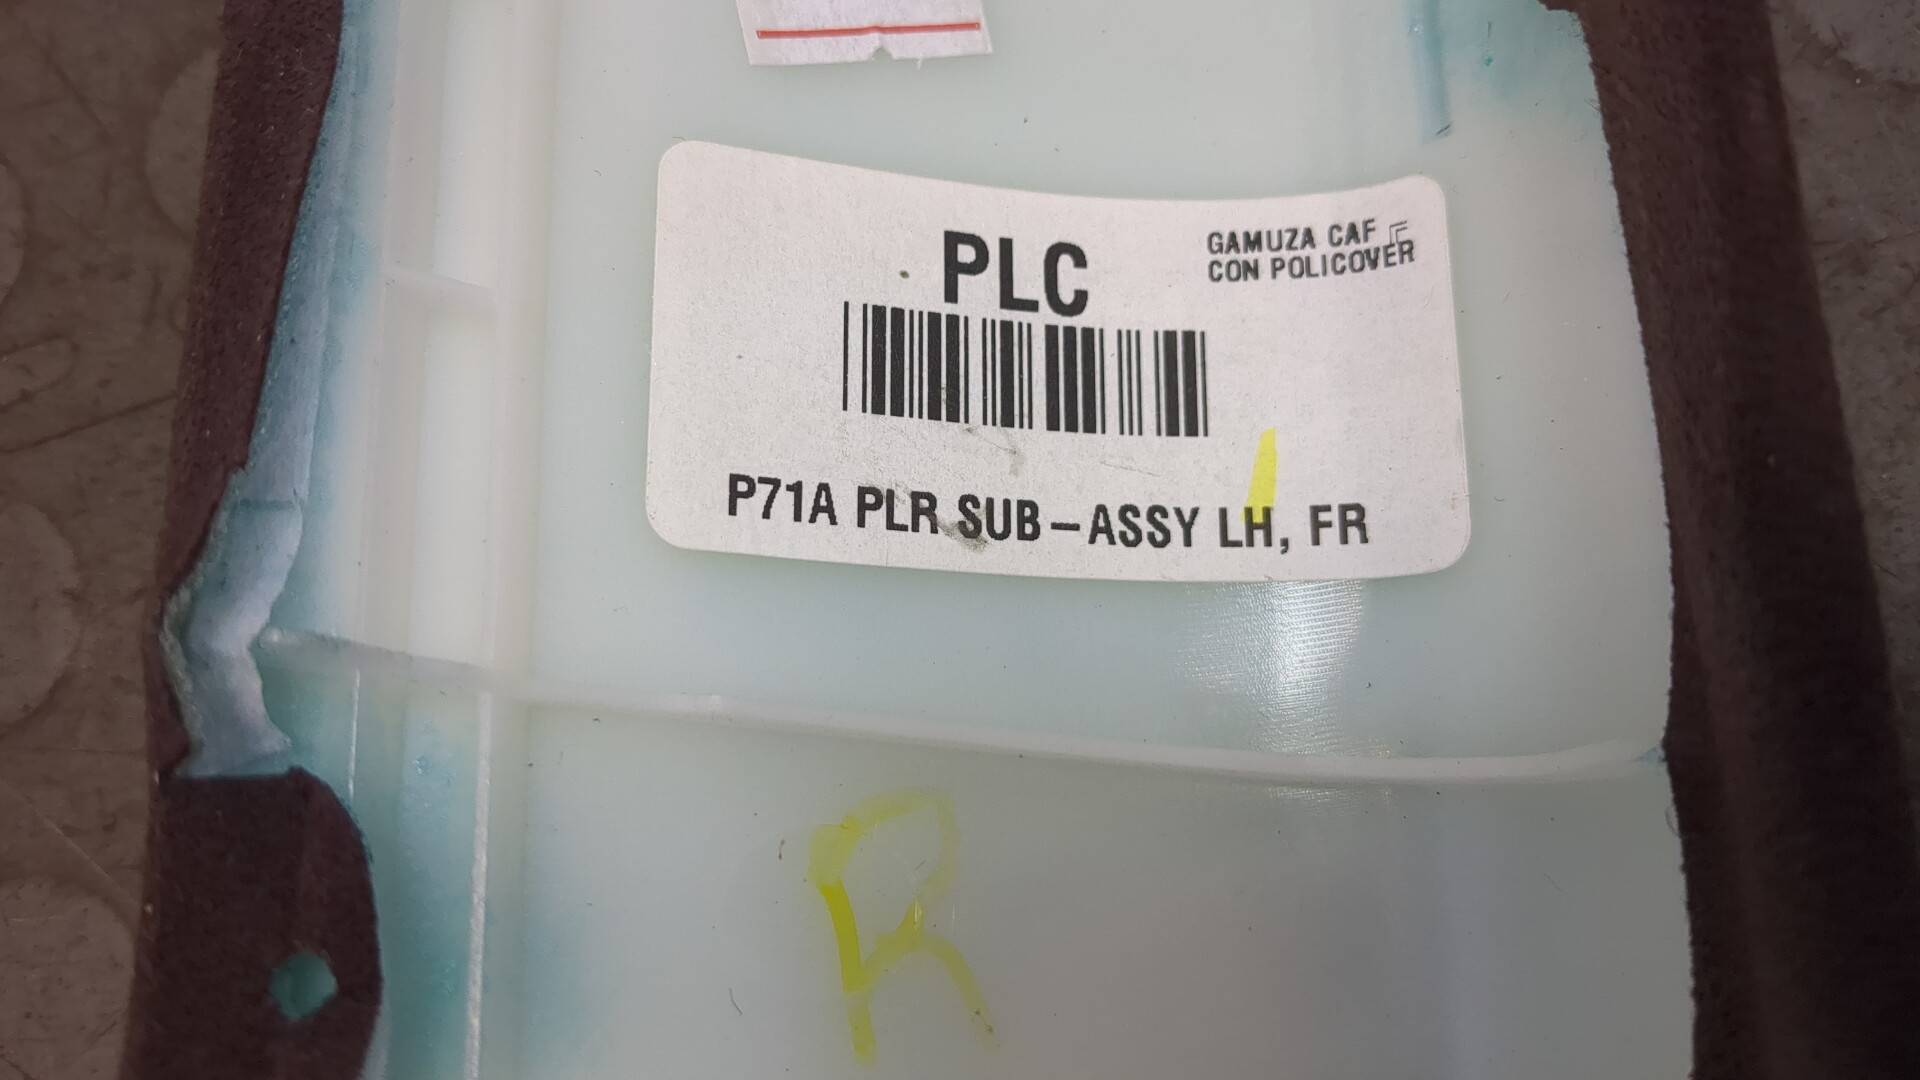 PLC
GAMUZA CAF
CON POLICOVER
P71A PLR SUB-ASSY LH, FR
R